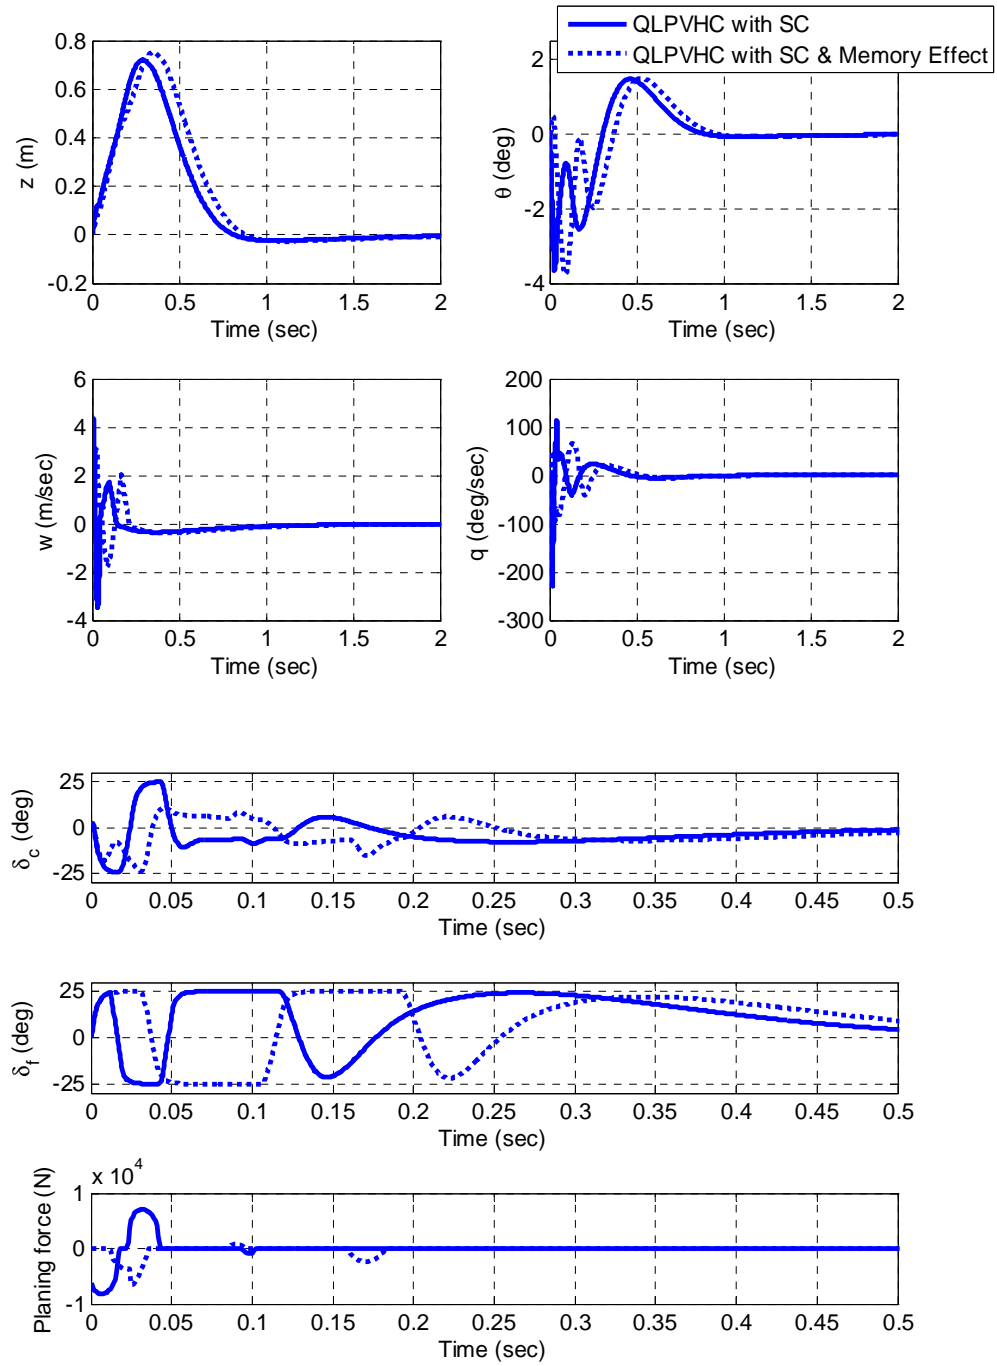 QLPVHC with SC
QLPVHC with SC & Memory Effect
0.8
0.6
0.4
0.2
0
-0.2
z (m)
0 0.5 1 1.5 2
Time (sec)
2
0
-2
-4
θ (deg)
0 0.5 1 1.5 2
Time (sec)
6
4
2
0
-2
-4
w (m/sec)
0 0.5 1 1.5 2
Time (sec)
200
100
0
-100
-200
-300
q (deg/sec)
0 0.5 1 1.5 2
Time (sec)
25
0
-25
δc (deg)
0 0.05 0.1 0.15 0.2 0.25 0.3 0.35 0.4 0.45 0.5
Time (sec)
25
0
-25
δf (deg)
0 0.05 0.1 0.15 0.2 0.25 0.3 0.35 0.4 0.45 0.5
Time (sec)
x 10^4
1
0
-1
Planing force (N)
0 0.05 0.1 0.15 0.2 0.25 0.3 0.35 0.4 0.45 0.5
Time (sec)